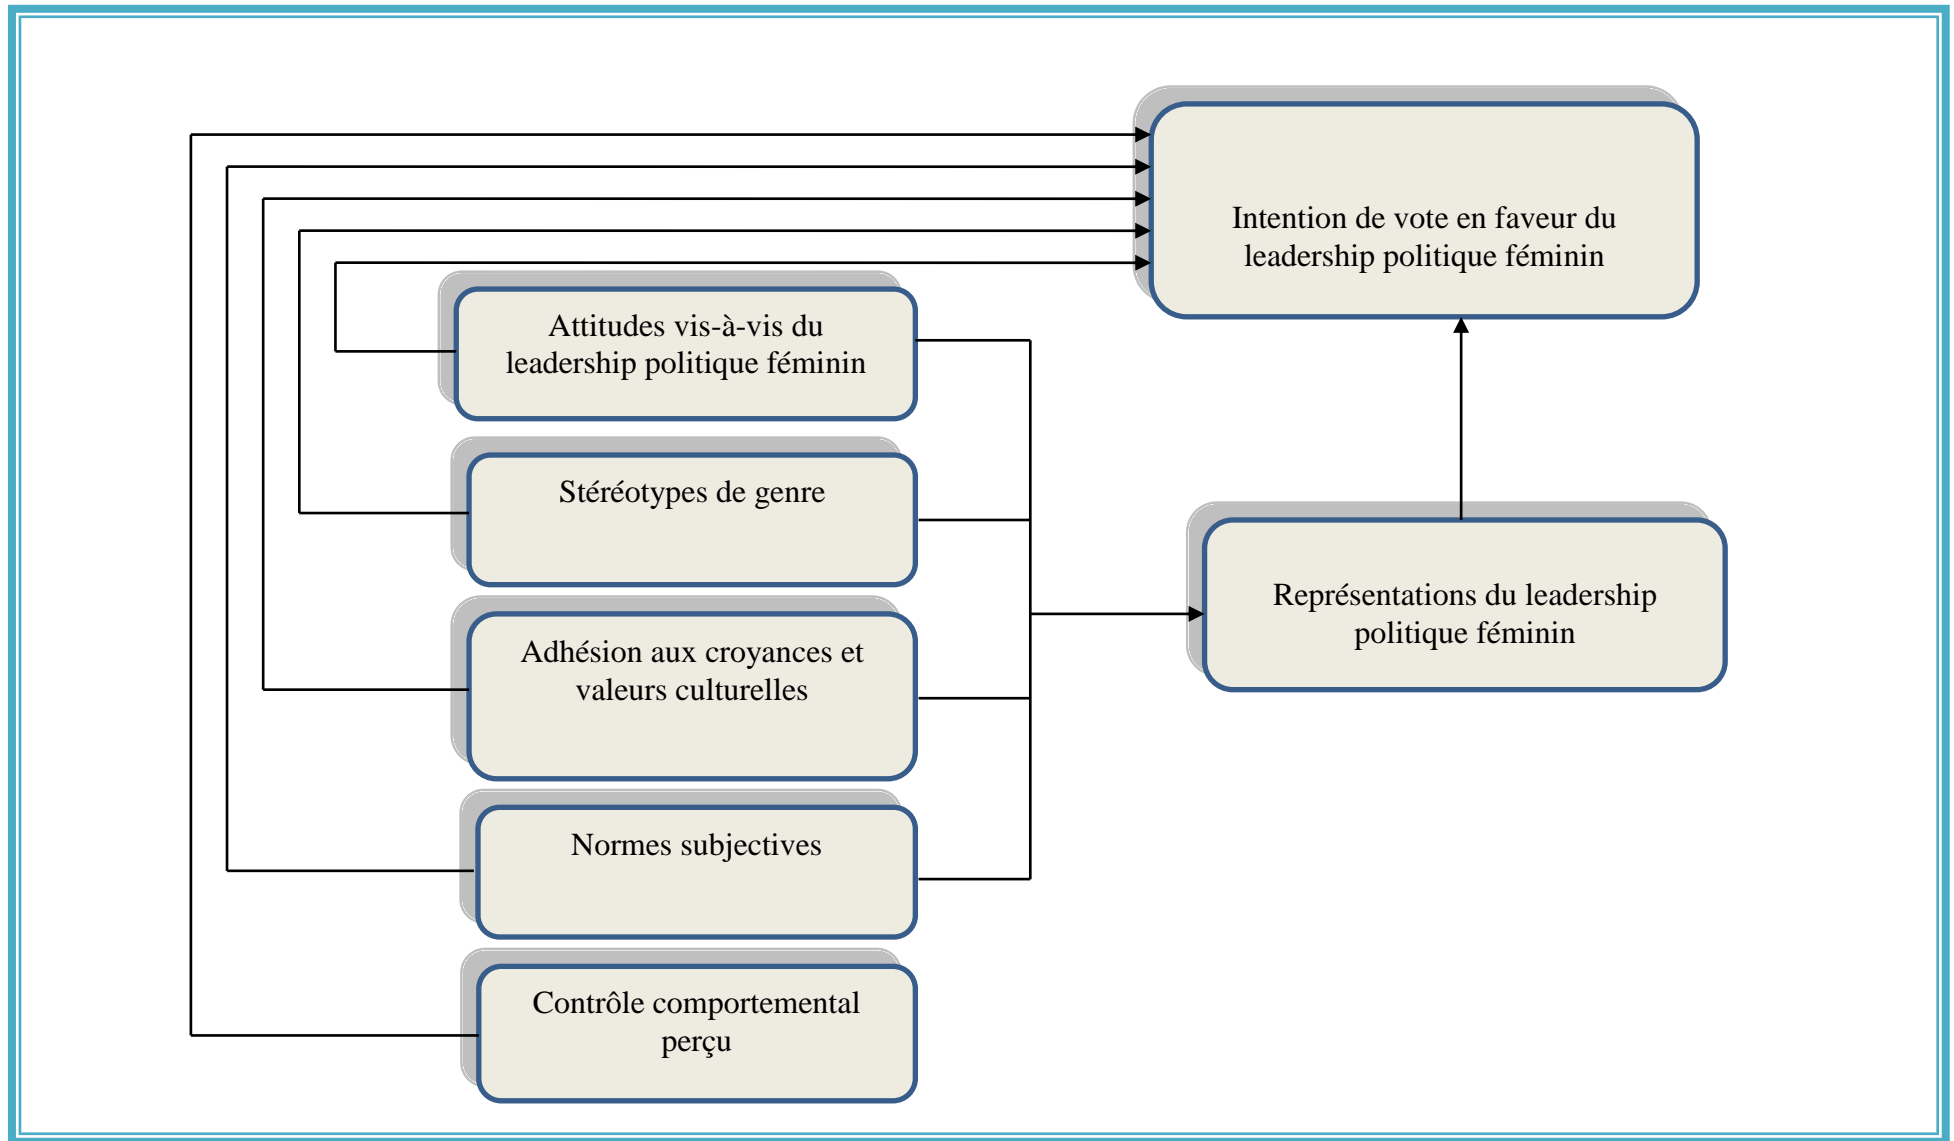 Intention de vote en faveur du
leadership politique féminin
Attitudes vis-à-vis du
leadership politique féminin
Stéréotypes de genre
Adhésion aux croyances et
valeurs culturelles
Représentations du leadership
politique féminin
Normes subjectives
Contrôle comportemental
perçu